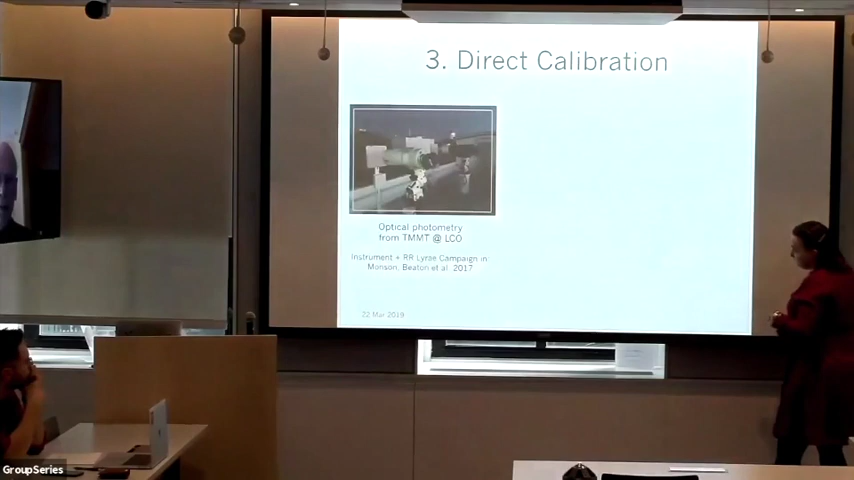 3. Direct Calibration
Optical photometry
from TMMT @ LCO
Instrument + RR Lyrae Campaign in
Monson, Beaton et al. 2017
22 Mar 2019
GroupSeries